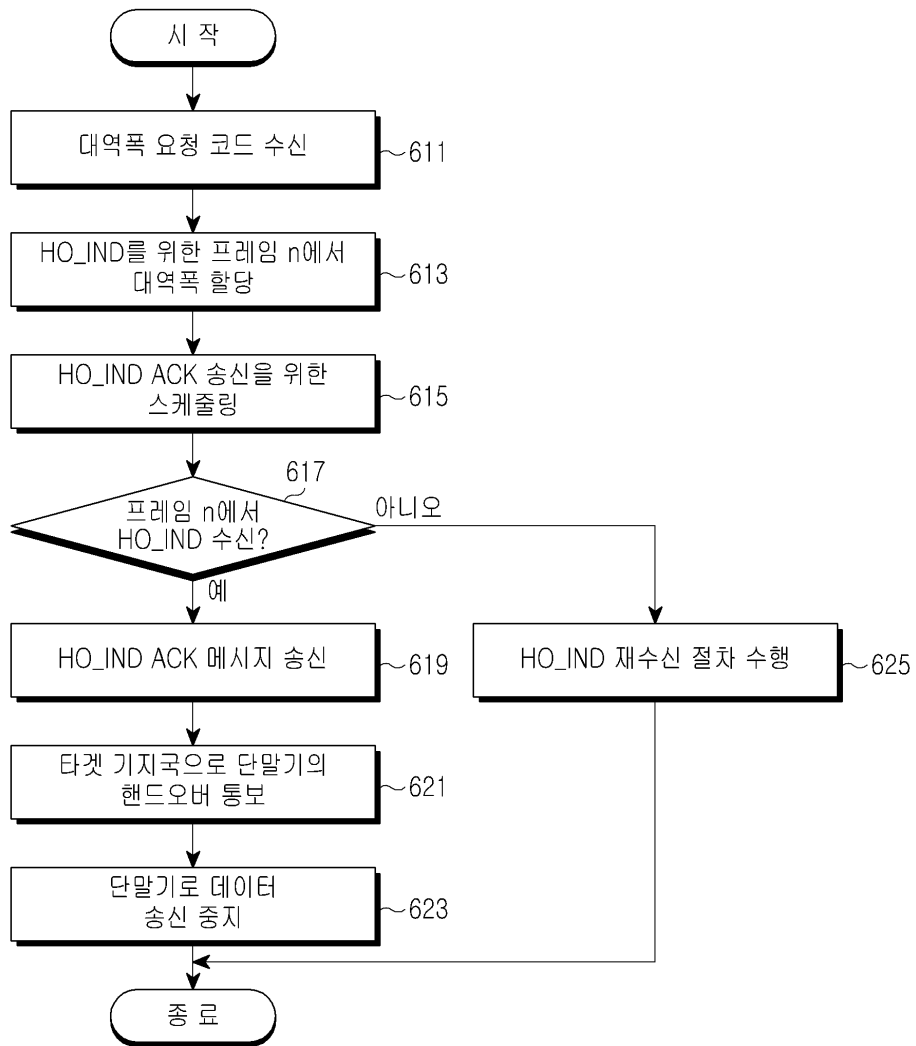 시 작
대역폭 요청 코드 수신
611
HO_IND를 위한 프레임 n에서
대역폭 할당
613
HO_IND ACK 송신을 위한
스케줄링
615
617
프레임 n에서
HO_IND 수신?
아니오
예
HO_IND ACK 메시지 송신
619
HO_IND 재수신 절차 수행
625
타겟 기지국으로 단말기의
핸드오버 통보
621
단말기로 데이터
송신 중지
623
종 료